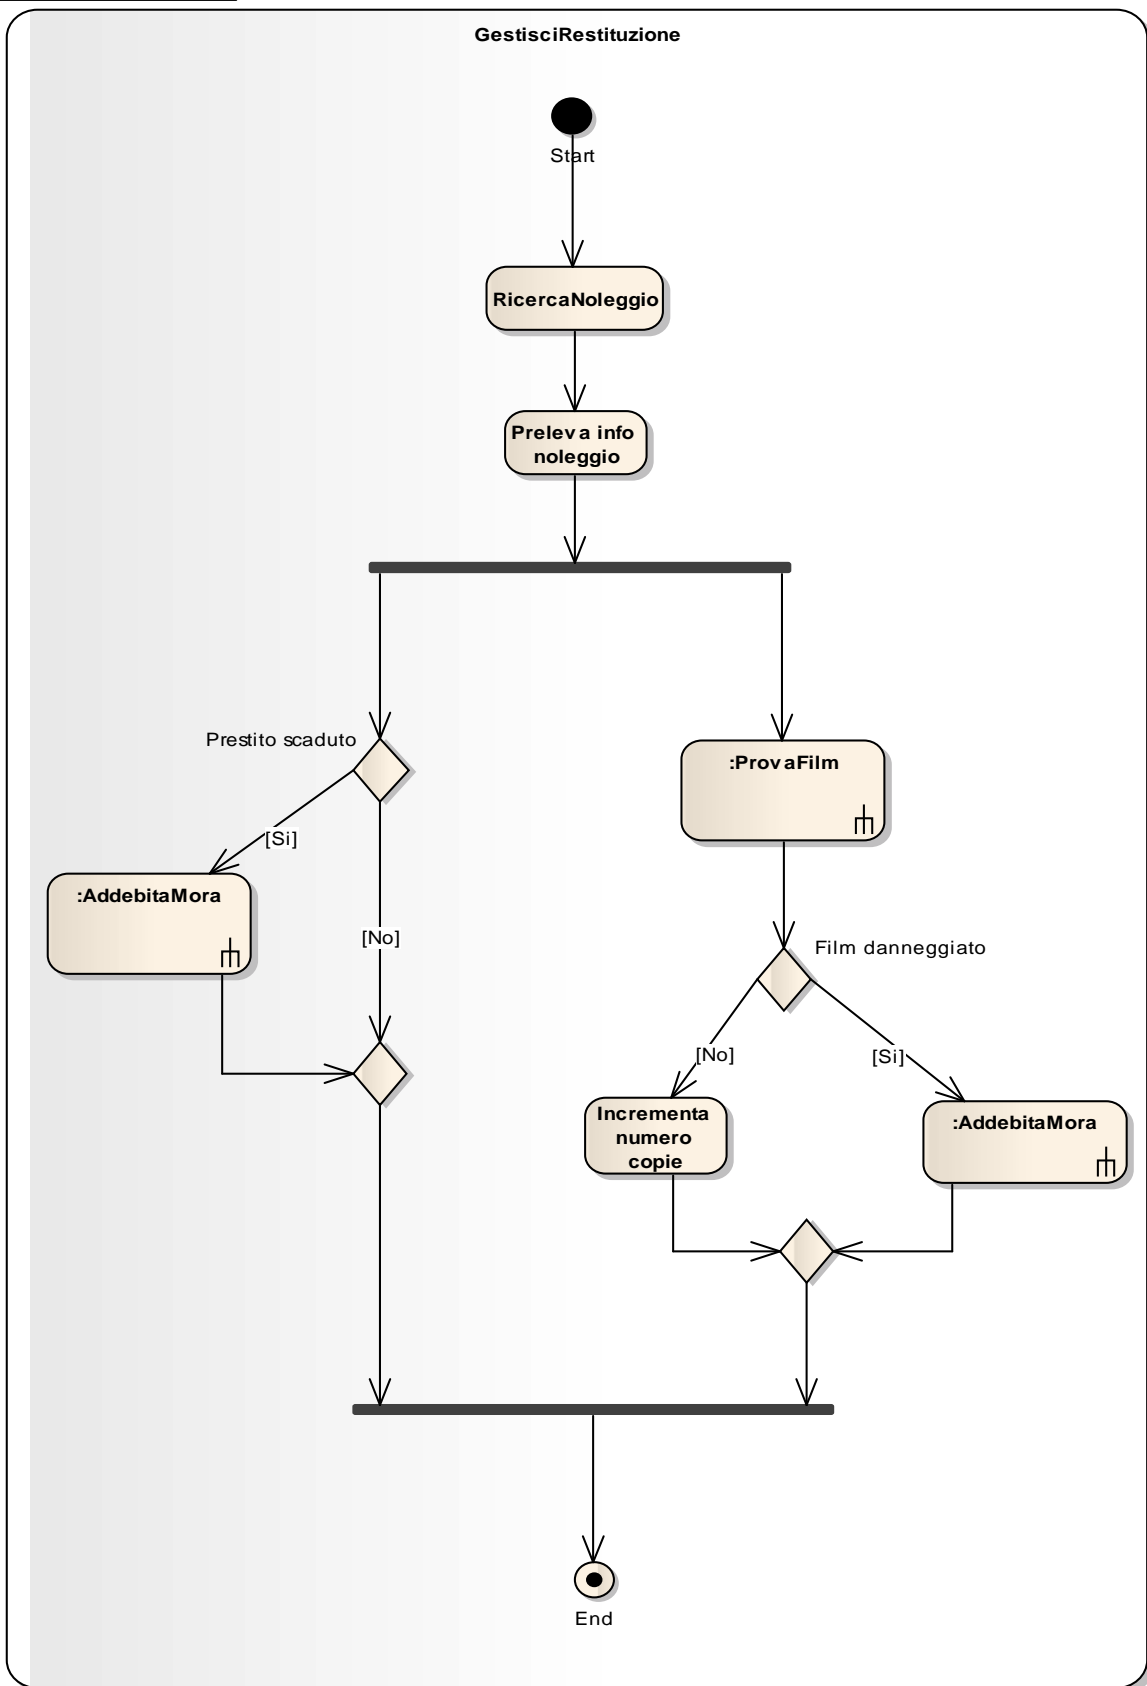 GestisciRestituzione
Start
RicercaNoleggio
Preleva info
noleggio
Prestito scaduto
:ProvaFilm
[Si]
:AddebitaMora
[No]
Film danneggiato
[No]
[Si]
Incrementa
numero
copie
:AddebitaMora
End